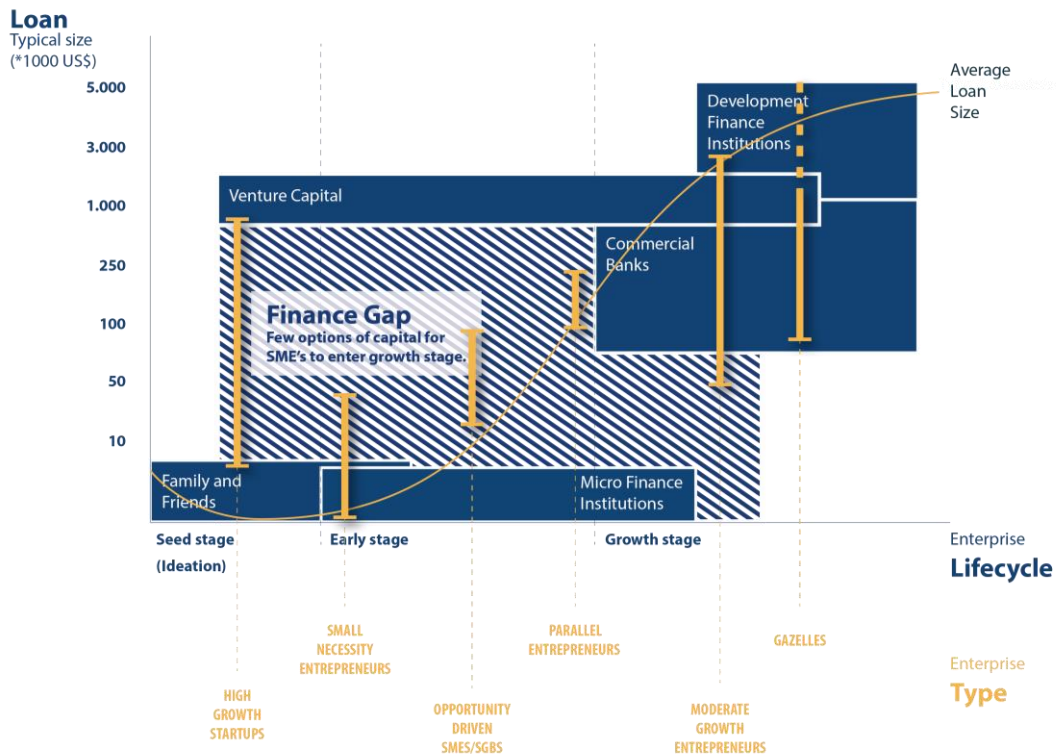 Loan
Typical size
(*1000 US$)
5.000
3.000
1.000
250
100
50
10
Average
Loan
Size
Development
Finance
Institutions
Venture Capital
Commercial
Banks
Finance Gap
Few options of capital for
SME's to enter growth stage.
Family and
Friends
Micro Finance
Institutions
Seed stage
(Ideation)
Early stage
Growth stage
Enterprise
Lifecycle
HIGH
GROWTH
STARTUPS
SMALL
NECESSITY
ENTREPRENEURS
OPPORTUNITY
DRIVEN
SMES/SGBS
PARALLEL
ENTREPRENEURS
MODERATE
GROWTH
ENTREPRENEURS
GAZELLES
Enterprise
Type